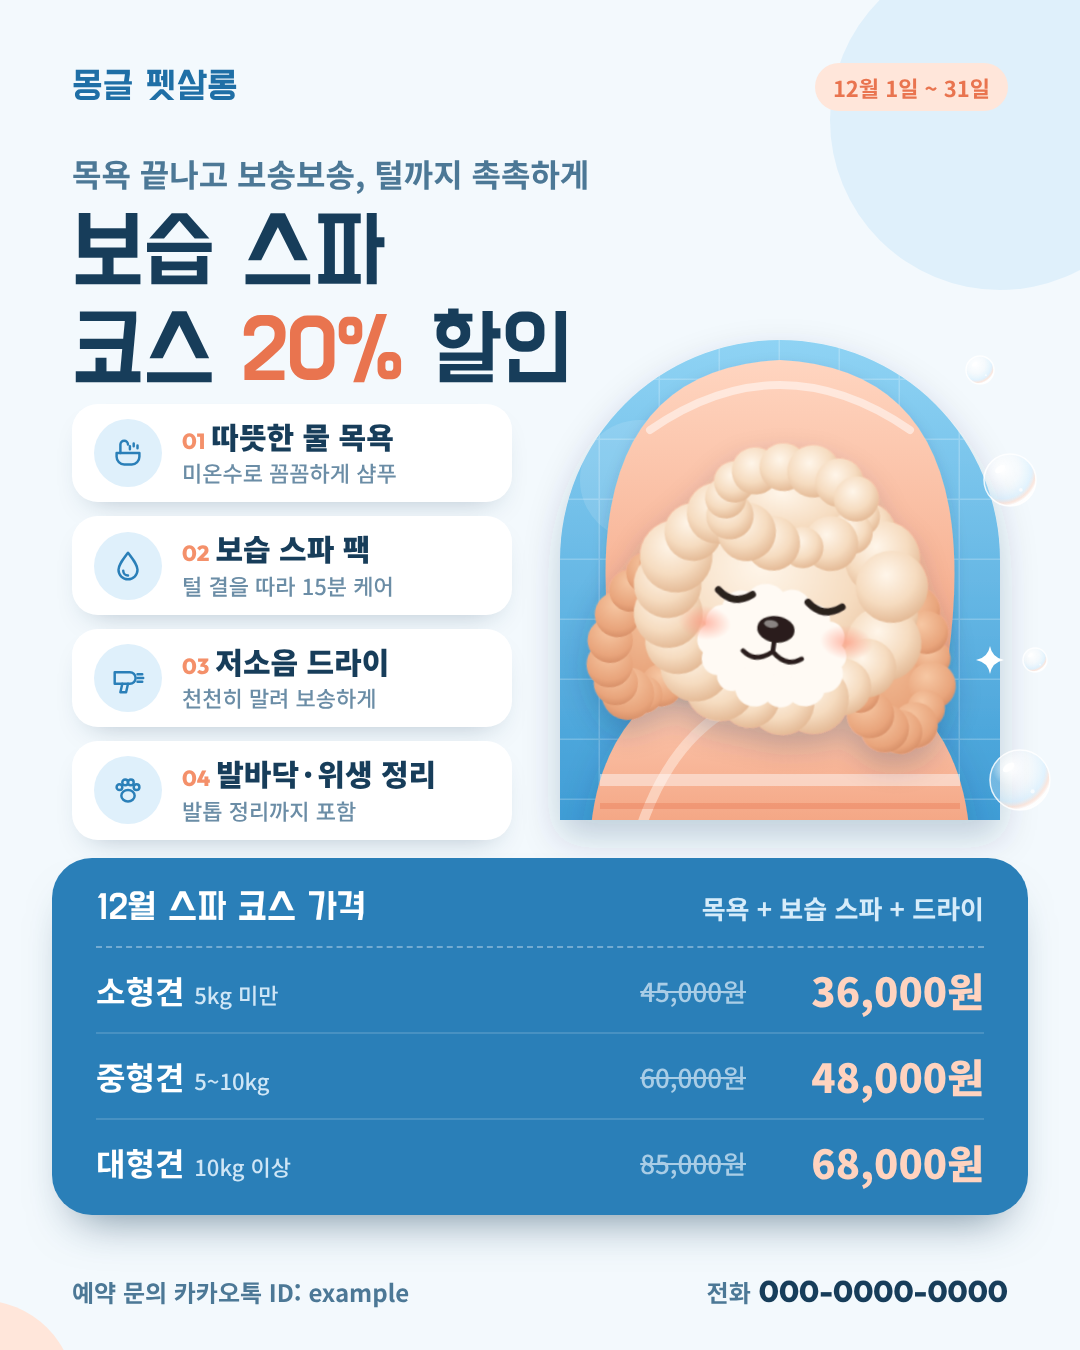 몽글 펫살롱
12월 1일 ~ 31일
목욕 끝나고 보송보송, 털까지 촉촉하게
보습 스파
코스 20% 할인
01 따뜻한 물 목욕
미온수로 꼼꼼하게 샴푸
02 보습 스파 팩
털 결을 따라 15분 케어
03 저소음 드라이
천천히 말려 보송하게
04 발바닥·위생 정리
발톱 정리까지 포함
12월 스파 코스 가격
목욕 + 보습 스파 + 드라이
소형견 5kg 미만 45,000원 36,000원
중형견 5~10kg 60,000원 48,000원
대형견 10kg 이상 85,000원 68,000원
예약 문의 카카오톡 ID: example
전화 000-0000-0000